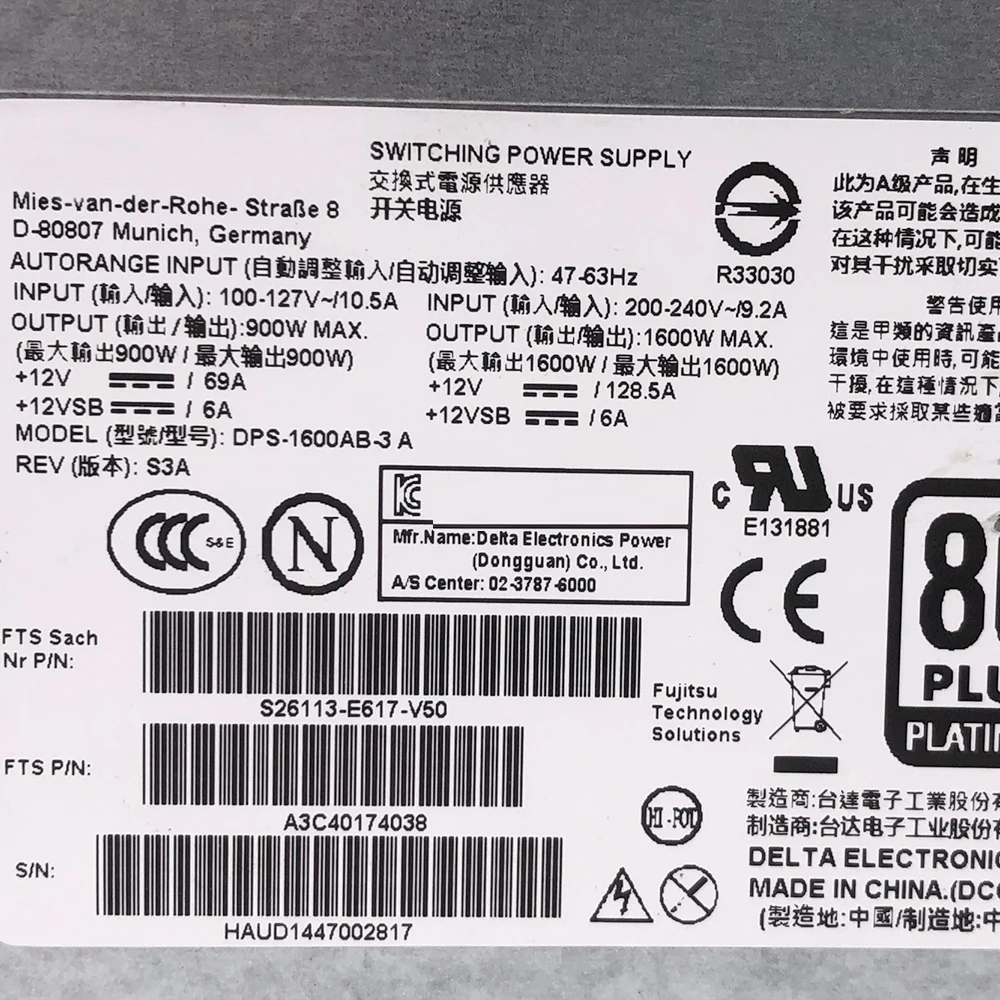 SWITCHING POWER SUPPLY
交換式電源供應器
开关电源
Mies-van-der-Rohe- Straße 8
D-80807 Munich, Germany
AUTORANGE INPUT (自動調整輸入/自动调整输入): 47-63Hz
INPUT (輸入/输入): 100-127V~/10.5A
OUTPUT (輸出/输出):900W MAX.
(最大輸出900W/最大输出900W)
+12V / 69A
+12VSB / 6A
INPUT (輸入/输入): 200-240V~/9.2A
OUTPUT (輸出/输出):1600W MAX.
(最大輸出1600W/最大输出1600W)
+12V / 128.5A
+12VSB / 6A
MODEL (型號/型号): DPS-1600AB-3 A
REV (版本): S3A
R33030
声明
此为A级产品,在生
该产品可能会造成
在这种情况下,可能
对其干扰采取切实
警告使用
這是甲類的資訊產
環境中使用時,可能
干擾,在這種情況下
被要求採取某些適當
CCC S&E
N
KC
Mfr.Name:Delta Electronics Power
(Dongguan) Co., Ltd.
A/S Center: 02-3787-6000
c UR US
E131881
CE
80
PLU
PLATIN
FTS Sach
Nr P/N:
S26113-E617-V50
FTS P/N:
A3C40174038
S/N:
HAUD1447002817
Fujitsu
Technology
Solutions
HI-POT
製造商:台達電子工業股份有
制造商:台达电子工业股份有
DELTA ELECTRONIC
MADE IN CHINA.(DC
(製造地:中國/制造地:中